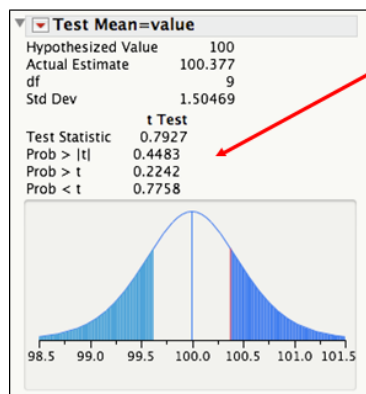 Test Mean=value
Hypothesized Value 100
Actual Estimate 100.377
df 9
Std Dev 1.50469
t Test
Test Statistic 0.7927
Prob > |t| 0.4483
Prob > t 0.2242
Prob < t 0.7758
98.5 99.0 99.5 100.0 100.5 101.0 101.5